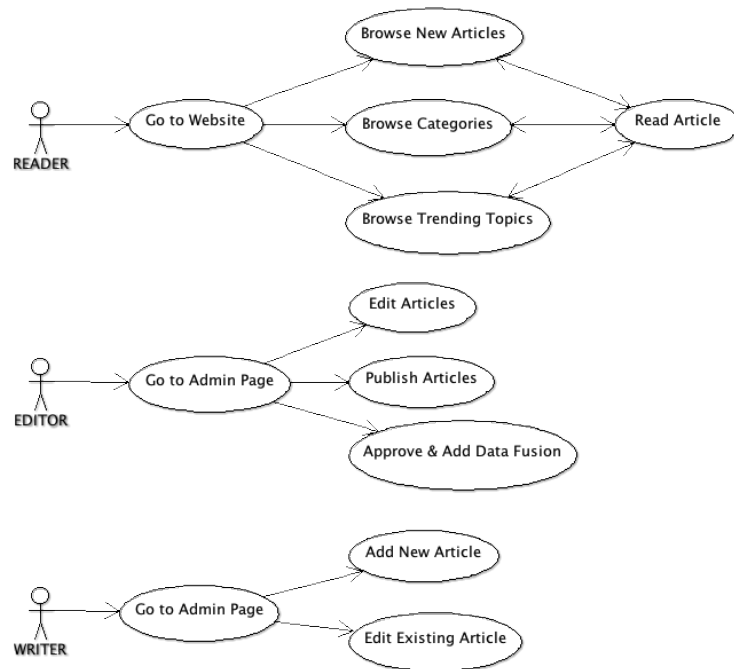 Browse New Articles
Go to Website
Browse Categories
Read Article
READER
Browse Trending Topics
Edit Articles
Go to Admin Page
Publish Articles
EDITOR
Approve & Add Data Fusion
Add New Article
Go to Admin Page
Edit Existing Article
WRITER